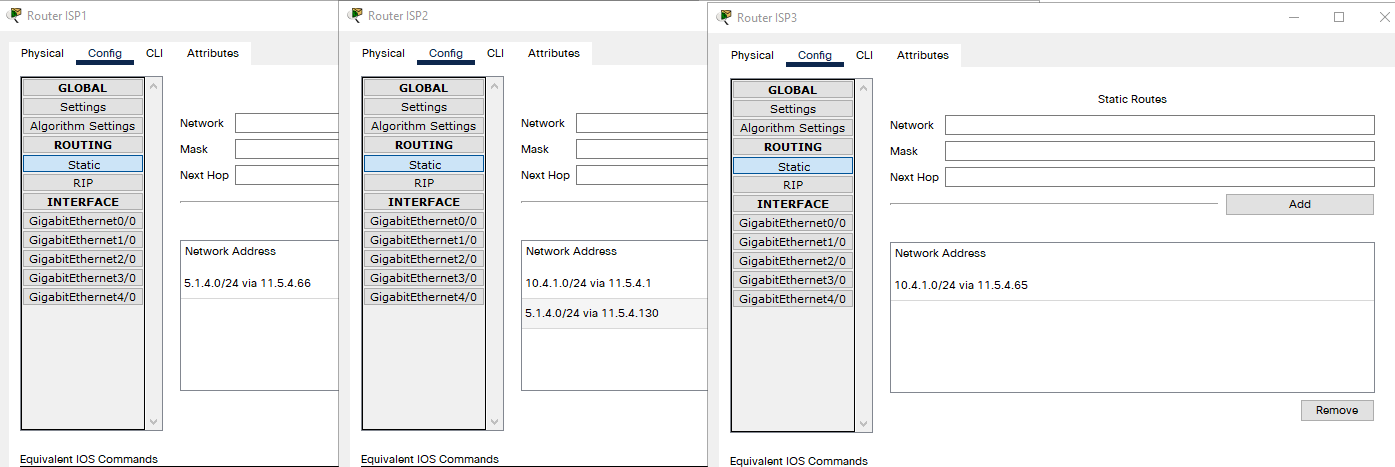 Router ISP1
Physical Config CLI Attributes
GLOBAL
Settings
Algorithm Settings
ROUTING
Static
RIP
INTERFACE
GigabitEthernet0/0
GigabitEthernet1/0
GigabitEthernet2/0
GigabitEthernet3/0
GigabitEthernet4/0
Network
Mask
Next Hop
Network Address
5.1.4.0/24 via 11.5.4.66
Equivalent IOS Commands
Router ISP2
Physical Config CLI Attributes
GLOBAL
Settings
Algorithm Settings
ROUTING
Static
RIP
INTERFACE
GigabitEthernet0/0
GigabitEthernet1/0
GigabitEthernet2/0
GigabitEthernet3/0
GigabitEthernet4/0
Network
Mask
Next Hop
Network Address
10.4.1.0/24 via 11.5.4.1
5.1.4.0/24 via 11.5.4.130
Equivalent IOS Commands
Router ISP3
Physical Config CLI Attributes
GLOBAL
Settings
Algorithm Settings
ROUTING
Static
RIP
INTERFACE
GigabitEthernet0/0
GigabitEthernet1/0
GigabitEthernet2/0
GigabitEthernet3/0
GigabitEthernet4/0
Static Routes
Network
Mask
Next Hop
Add
Network Address
10.4.1.0/24 via 11.5.4.65
Remove
Equivalent IOS Commands